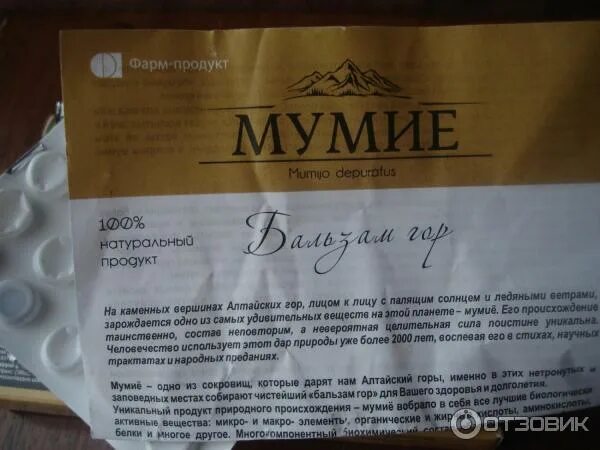 Фарм-продукт
МУМИЕ
Mumijo depuratus
100%
натуральный
продукт
Бальзам гор
На каменных вершинах Алтайских гор, лицом к лицу с палящим солнцем и ледяными ветрами,
зарождается одно из самых удивительных веществ на этой планете – мумиё. Его происхождение
таинственно, состав неповторим, а невероятная целительная сила поистине уникальна.
Человечество использует этот дар природы уже более 2000 лет, воспевая его в стихах, научных
трактатах и народных преданиях.
Мумиё – одно из сокровищ, которые дарят нам Алтайский горы, именно в этих нетронутых и
заповедных местах собирают чистейший «бальзам гор» для Вашего здоровья и долголетия.
Уникальный продукт природного происхождения – мумиё вобрало в себя все лучшие биологически
активные вещества: микро- и макро- элементы, органические и жирные кислоты, аминокислоты,
белки и многое другое. Многокомпонентный биохимический
ОТЗОВИК